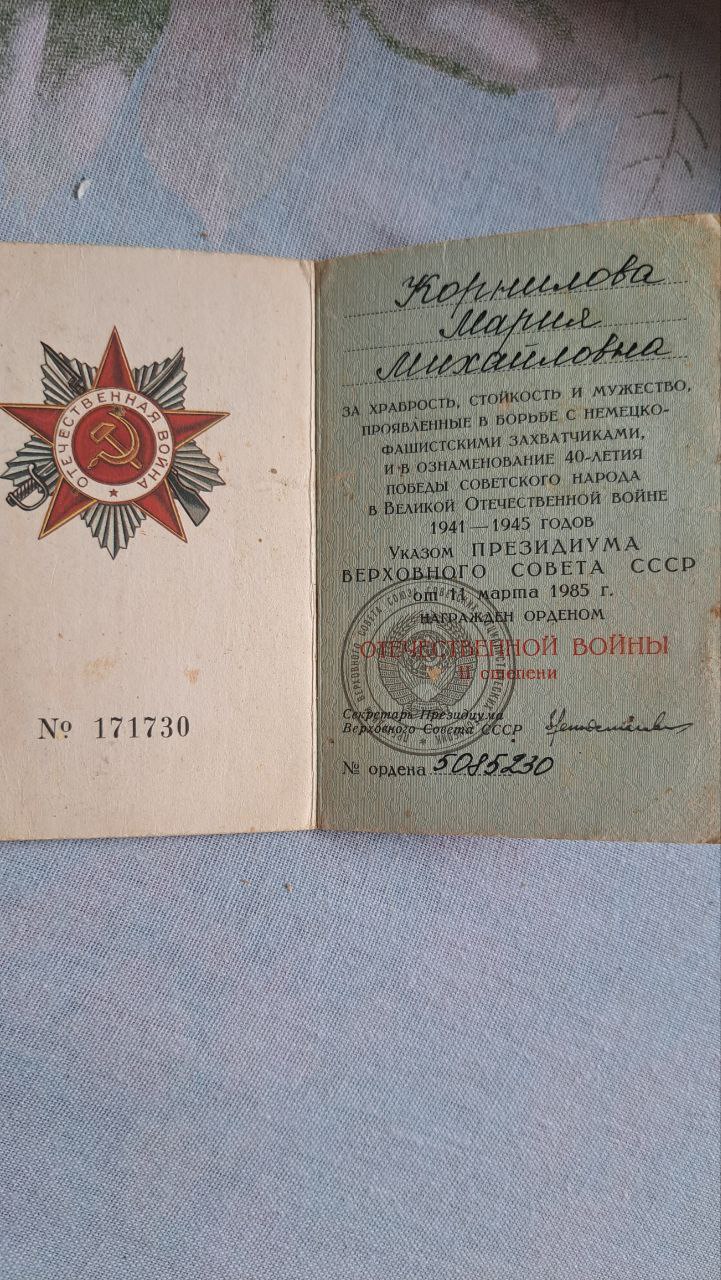 ОТЕЧЕСТВЕННАЯ ВОЙНА
№ 171730
Корнилова
Мария
Михайловна
ЗА ХРАБРОСТЬ, СТОЙКОСТЬ И МУЖЕСТВО,
ПРОЯВЛЕННЫЕ В БОРЬБЕ С НЕМЕЦКО-
ФАШИСТСКИМИ ЗАХВАТЧИКАМИ,
И В ОЗНАМЕНОВАНИЕ 40-ЛЕТИЯ
ПОБЕДЫ СОВЕТСКОГО НАРОДА
В ВЕЛИКОЙ ОТЕЧЕСТВЕННОЙ ВОЙНЕ
1941—1945 ГОДОВ
УКАЗОМ ПРЕЗИДИУМА
ВЕРХОВНОГО СОВЕТА СССР
от 11 марта 1985 г.
НАГРАЖДЕН ОРДЕНОМ
ОТЕЧЕСТВЕННОЙ ВОЙНЫ
II степени
Секретарь Президиума
Верховного Совета СССР
№ ордена 5085230